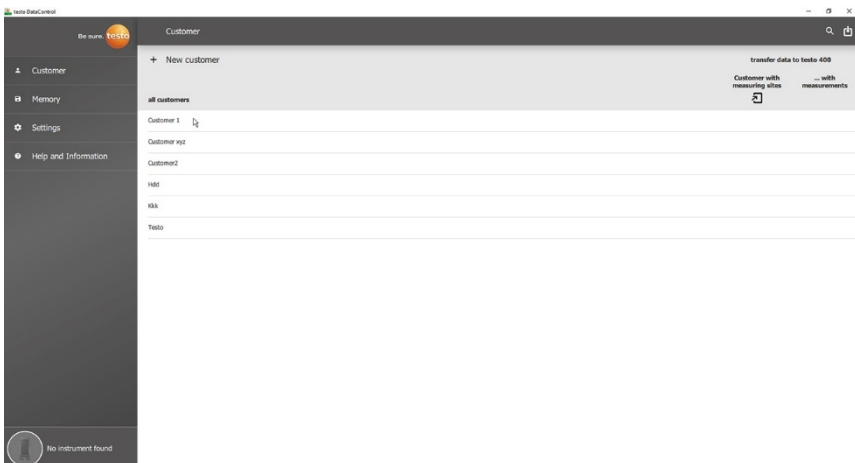 testo DataControl
Be sure. testo
Customer
Memory
Settings
Help and Information
No instrument found
Customer
+ New customer
transfer data to testo 400
Customer with
measuring sites
... with
measurements
all customers
Customer 1
Customer xyz
Customer2
Hdd
Kkk
Testo